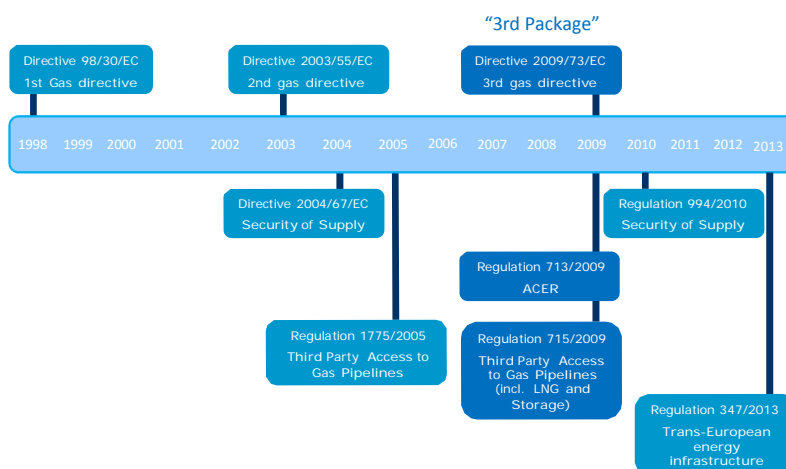 “3rd Package”
Directive 98/30/EC
1st Gas directive
Directive 2003/55/EC
2nd gas directive
Directive 2009/73/EC
3rd gas directive
1998 1999 2000 2001 2002 2003 2004 2005 2006 2007 2008 2009 2010 2011 2012 2013
Directive 2004/67/EC
Security of Supply
Regulation 994/2010
Security of Supply
Regulation 713/2009
ACER
Regulation 1775/2005
Third Party Access to
Gas Pipelines
Regulation 715/2009
Third Party Access
to Gas Pipelines
(incl. LNG and
Storage)
Regulation 347/2013
Trans-European
energy
infrastructure